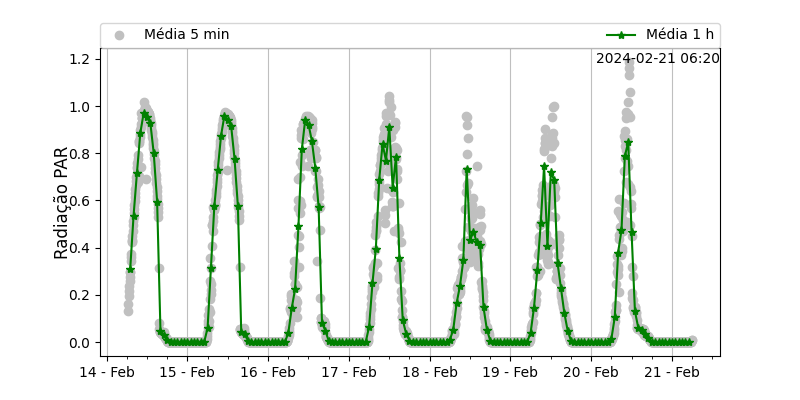 Média 5 min
Média 1 h
2024-02-21 06:20
Radiação PAR
1.2
1.0
0.8
0.6
0.4
0.2
0.0
14 - Feb
15 - Feb
16 - Feb
17 - Feb
18 - Feb
19 - Feb
20 - Feb
21 - Feb